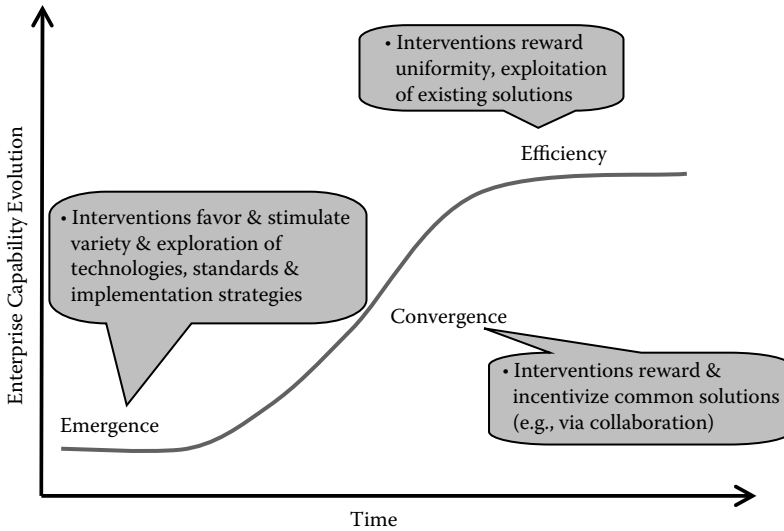 • Interventions reward
uniformity, exploitation
of existing solutions
Efficiency
• Interventions favor & stimulate
variety & exploration of
technologies, standards &
implementation strategies
Convergence
• Interventions reward &
incentivize common solutions
(e.g., via collaboration)
Emergence
Enterprise Capability Evolution
Time